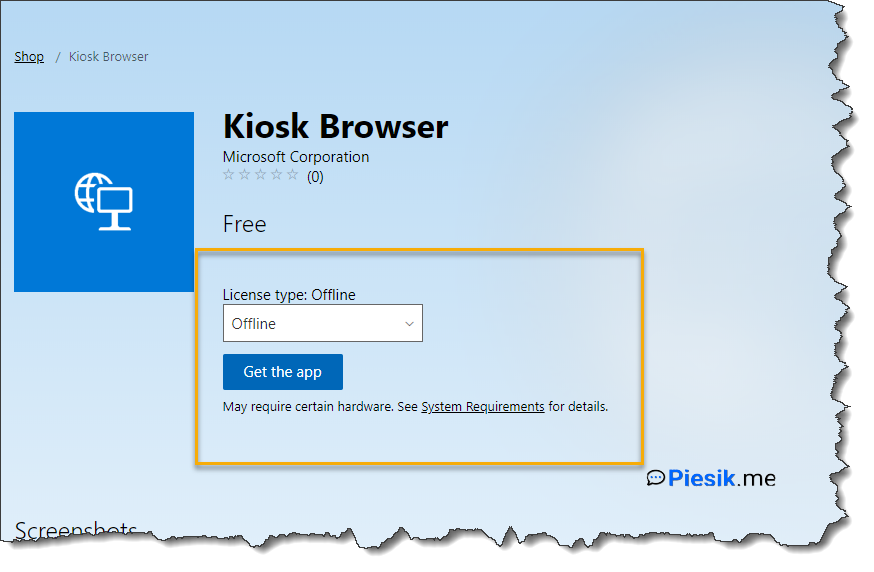 Shop / Kiosk Browser
Kiosk Browser
Microsoft Corporation
☆☆☆☆☆ (0)
Free
License type: Offline
Offline
Get the app
May require certain hardware. See System Requirements for details.
Piesik.me
Screenshots